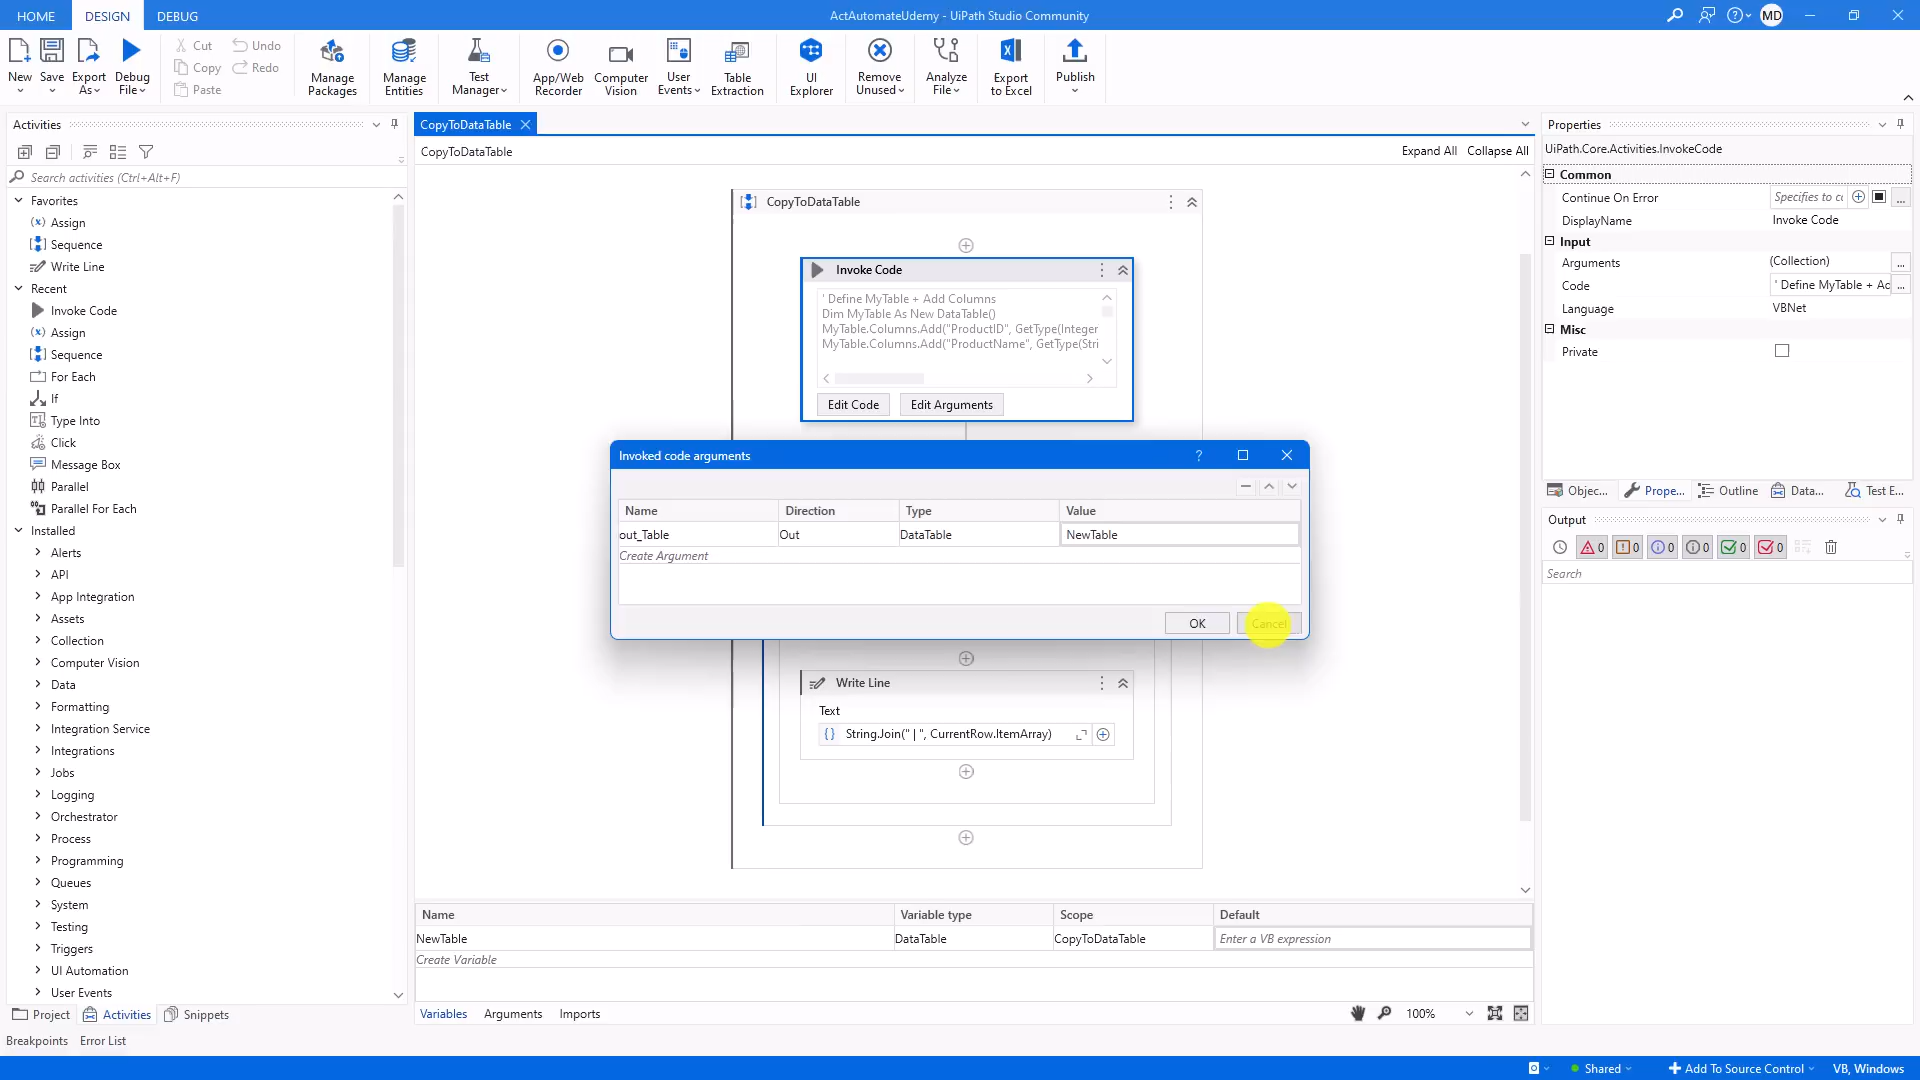 HOME DESIGN DEBUG
ActAutomateUdemy - UiPath Studio Community
MD
New
Save
Export As
Debug File
Cut
Copy
Paste
Undo
Redo
Manage Packages
Manage Entities
Test Manager
App/Web Recorder
Computer Vision
User Events
Table Extraction
UI Explorer
Remove Unused
Analyze File
Export to Excel
Publish
Activities
Search activities (Ctrl+Alt+F)
Favorites
Assign
Sequence
Write Line
Recent
Invoke Code
Assign
Sequence
For Each
If
Type Into
Click
Message Box
Parallel
Parallel For Each
Installed
Alerts
API
App Integration
Assets
Collection
Computer Vision
Data
Formatting
Integration Service
Integrations
Jobs
Logging
Orchestrator
Process
Programming
Queues
System
Testing
Triggers
UI Automation
User Events
Project Activities Snippets
Breakpoints Error List
CopyToDataTable
CopyToDataTable
Expand All Collapse All
CopyToDataTable
Invoke Code
' Define MyTable + Add Columns
Dim MyTable As New DataTable()
MyTable.Columns.Add("ProductID", GetType(Integer
MyTable.Columns.Add("ProductName", GetType(Stri
Edit Code Edit Arguments
Invoked code arguments
?
Name Direction Type Value
out_Table Out DataTable NewTable
Create Argument
OK Cancel
Write Line
Text
{} String.Join(" | ", CurrentRow.ItemArray)
Name Variable type Scope Default
NewTable DataTable CopyToDataTable Enter a VB expression
Create Variable
Variables Arguments Imports
100%
Properties
UiPath.Core.Activities.InvokeCode
Common
Continue On Error Specifies to co ...
DisplayName Invoke Code
Input
Arguments (Collection) ...
Code ' Define MyTable + Ad ...
Language VBNet
Misc
Private
Objec... Prope... Outline Data... Test E...
Output
0 0 0 0 0 0
Search
Shared Add To Source Control VB, Windows